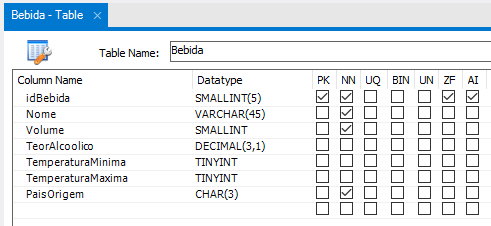 Bebida - Table ×
Table Name: Bebida
Column Name Datatype PK NN UQ BIN UN ZF AI
idBebida SMALLINT(5)
Nome VARCHAR(45)
Volume SMALLINT
TeorAlcoolico DECIMAL(3,1)
TemperaturaMinima TINYINT
TemperaturaMaxima TINYINT
PaisOrigem CHAR(3)